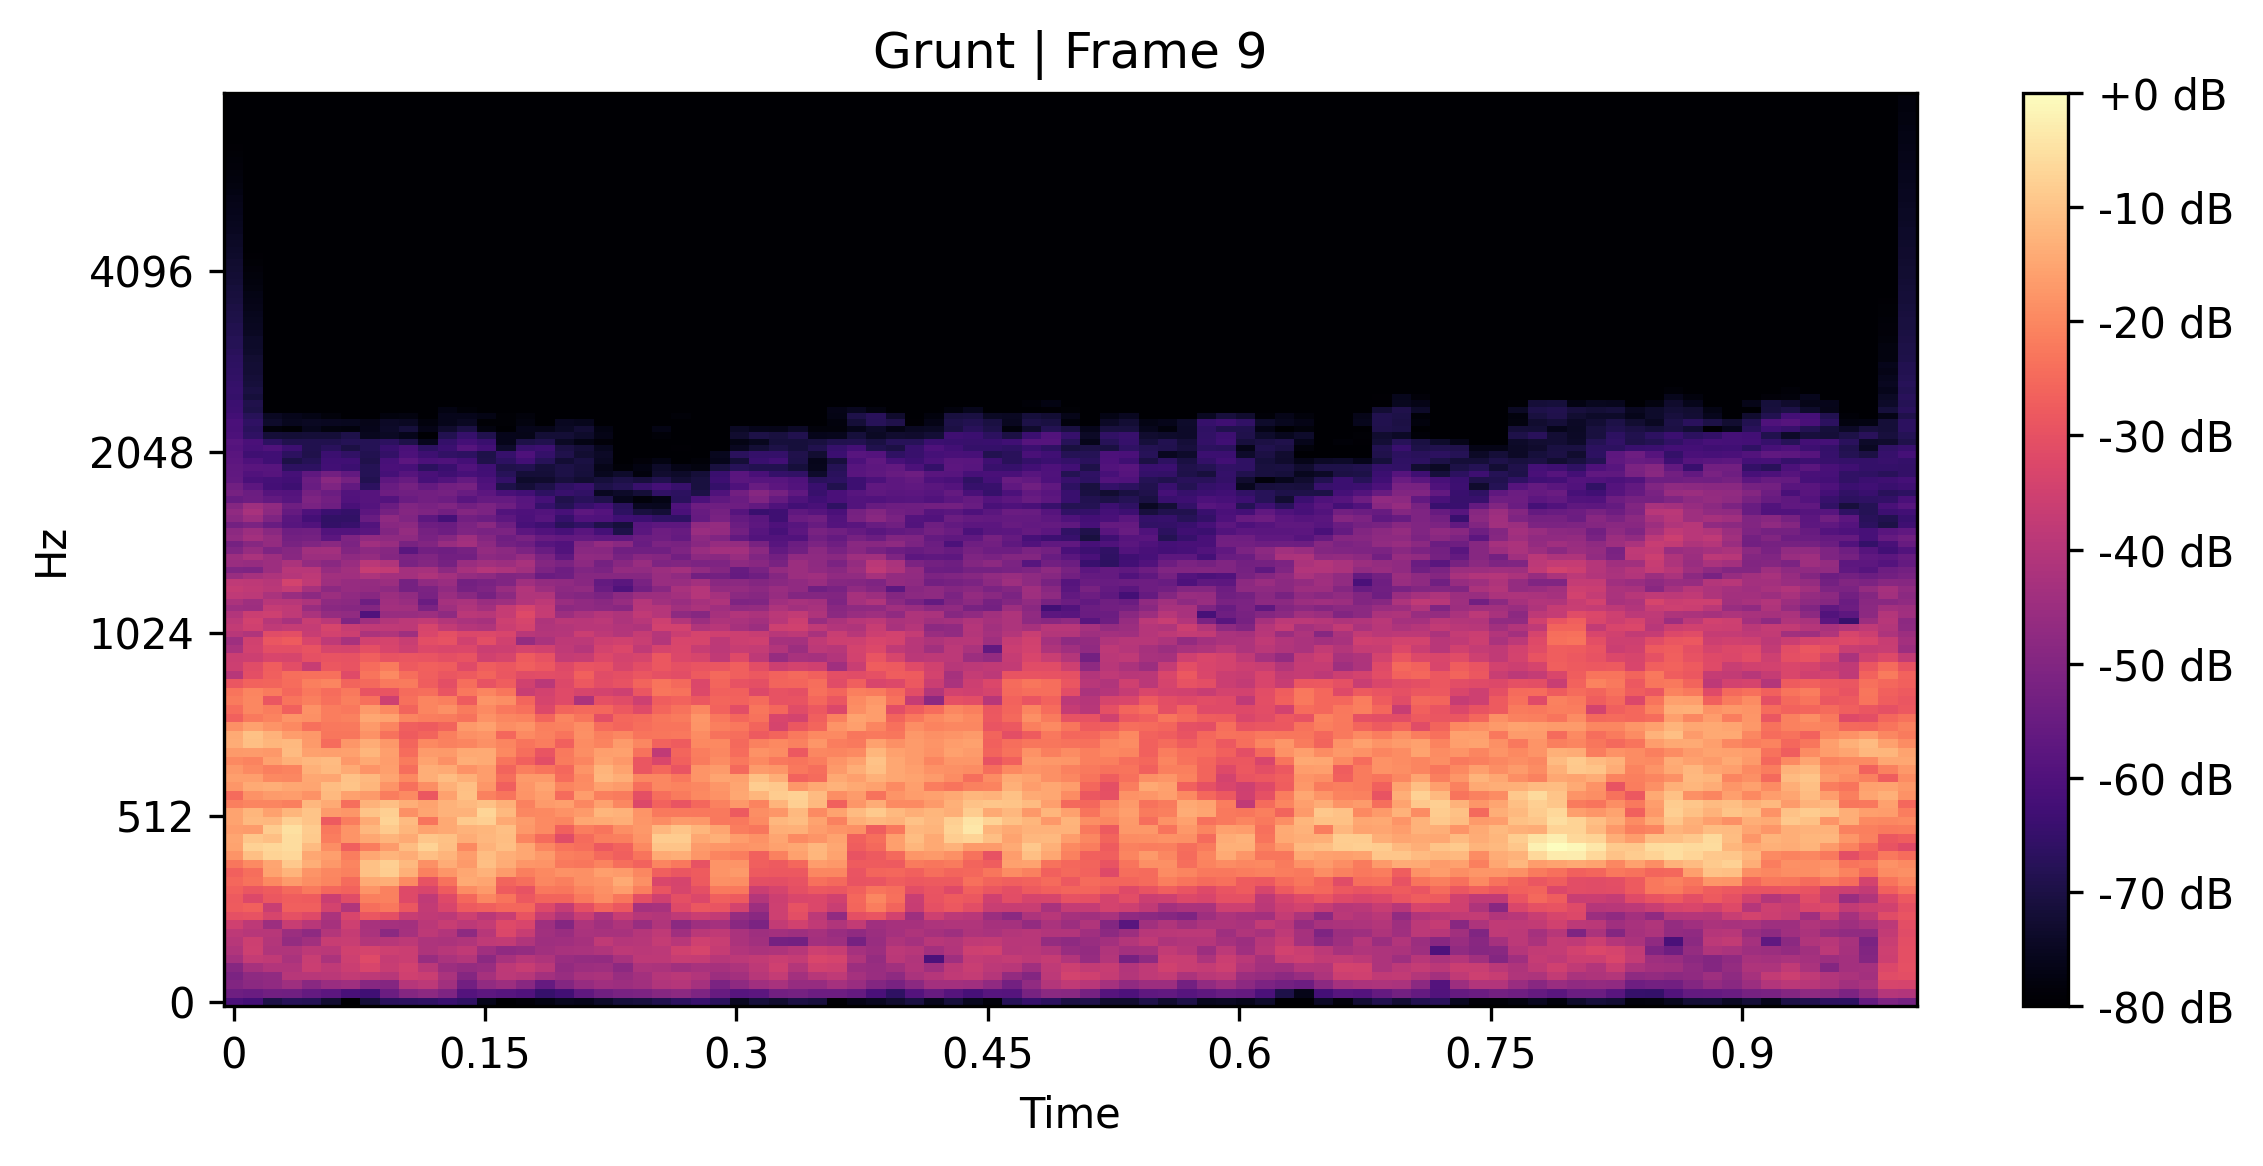 Grunt | Frame 9
Hz
4096
2048
1024
512
0
0 0.15 0.3 0.45 0.6 0.75 0.9
Time
+0 dB
-10 dB
-20 dB
-30 dB
-40 dB
-50 dB
-60 dB
-70 dB
-80 dB